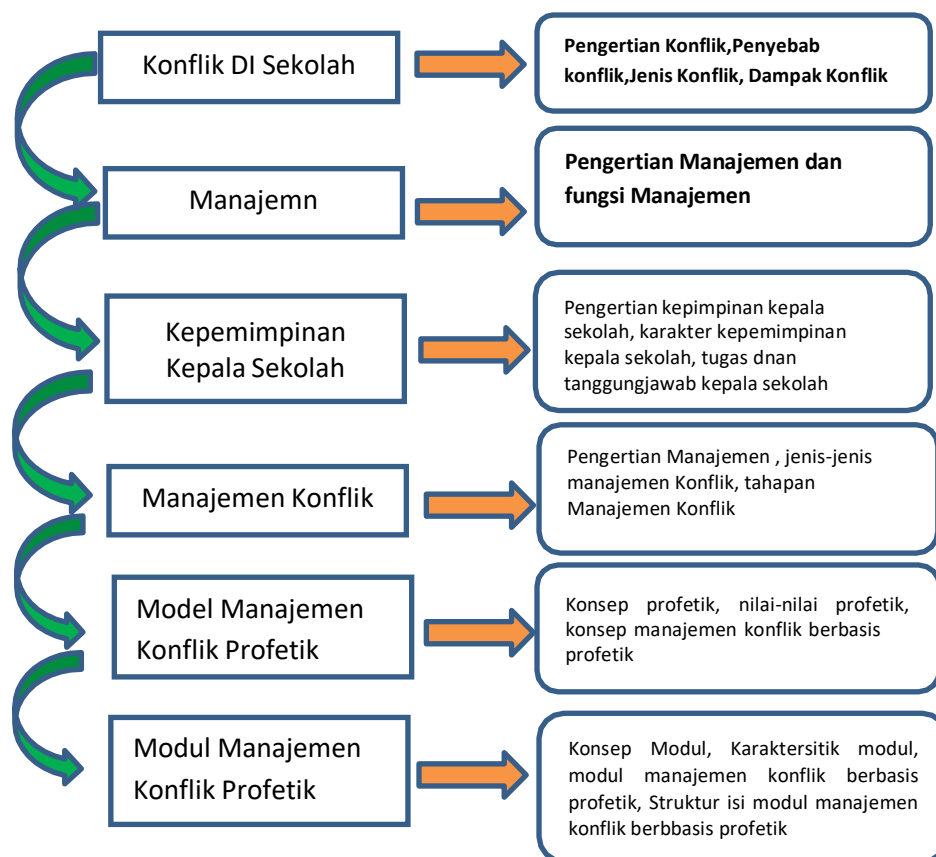 Konflik DI Sekolah
Pengertian Konflik,Penyebab
konflik,Jenis Konflik, Dampak Konflik
Manajemn
Pengertian Manajemen dan
fungsi Manajemen
Kepemimpinan
Kepala Sekolah
Pengertian kepimpinan kepala
sekolah, karakter kepemimpinan
kepala sekolah, tugas dnan
tanggungjawab kepala sekolah
Manajemen Konflik
Pengertian Manajemen , jenis-jenis
manajemen Konflik, tahapan
Manajemen Konflik
Model Manajemen
Konflik Profetik
Konsep profetik, nilai-nilai profetik,
konsep manajemen konflik berbasis
profetik
Modul Manajemen
Konflik Profetik
Konsep Modul, Karaktersitik modul,
modul manajemen konflik berbasis
profetik, Struktur isi modul manajemen
konflik berbbasis profetik